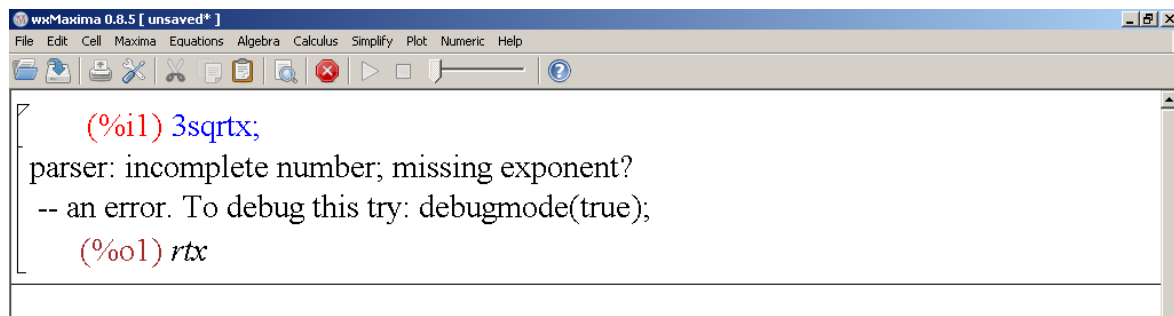 wxMaxima 0.8.5 [ unsaved* ]
File Edit Cell Maxima Equations Algebra Calculus Simplify Plot Numeric Help
(%i1) 3sqrtx;
parser: incomplete number; missing exponent?
-- an error. To debug this try: debugmode(true);
(%o1) rtx